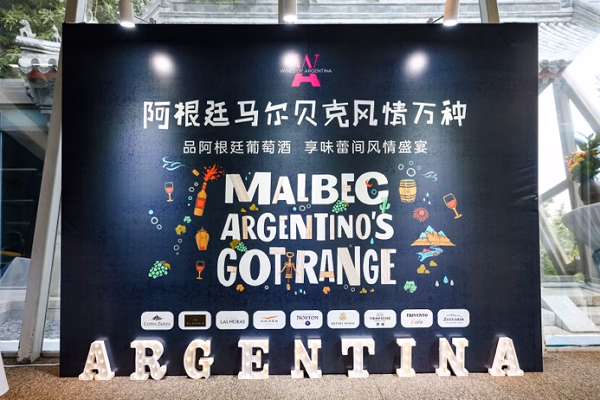 WINES OF ARGENTINA
阿根廷马尔贝克风情万种
品阿根廷葡萄酒 享味蕾间风情盛宴
MALBEC
ARGENTINO'S
GOT RANGE
LAS MORAS
NORTON
TRAPICHE
TRIVENTO
ARGENTINA